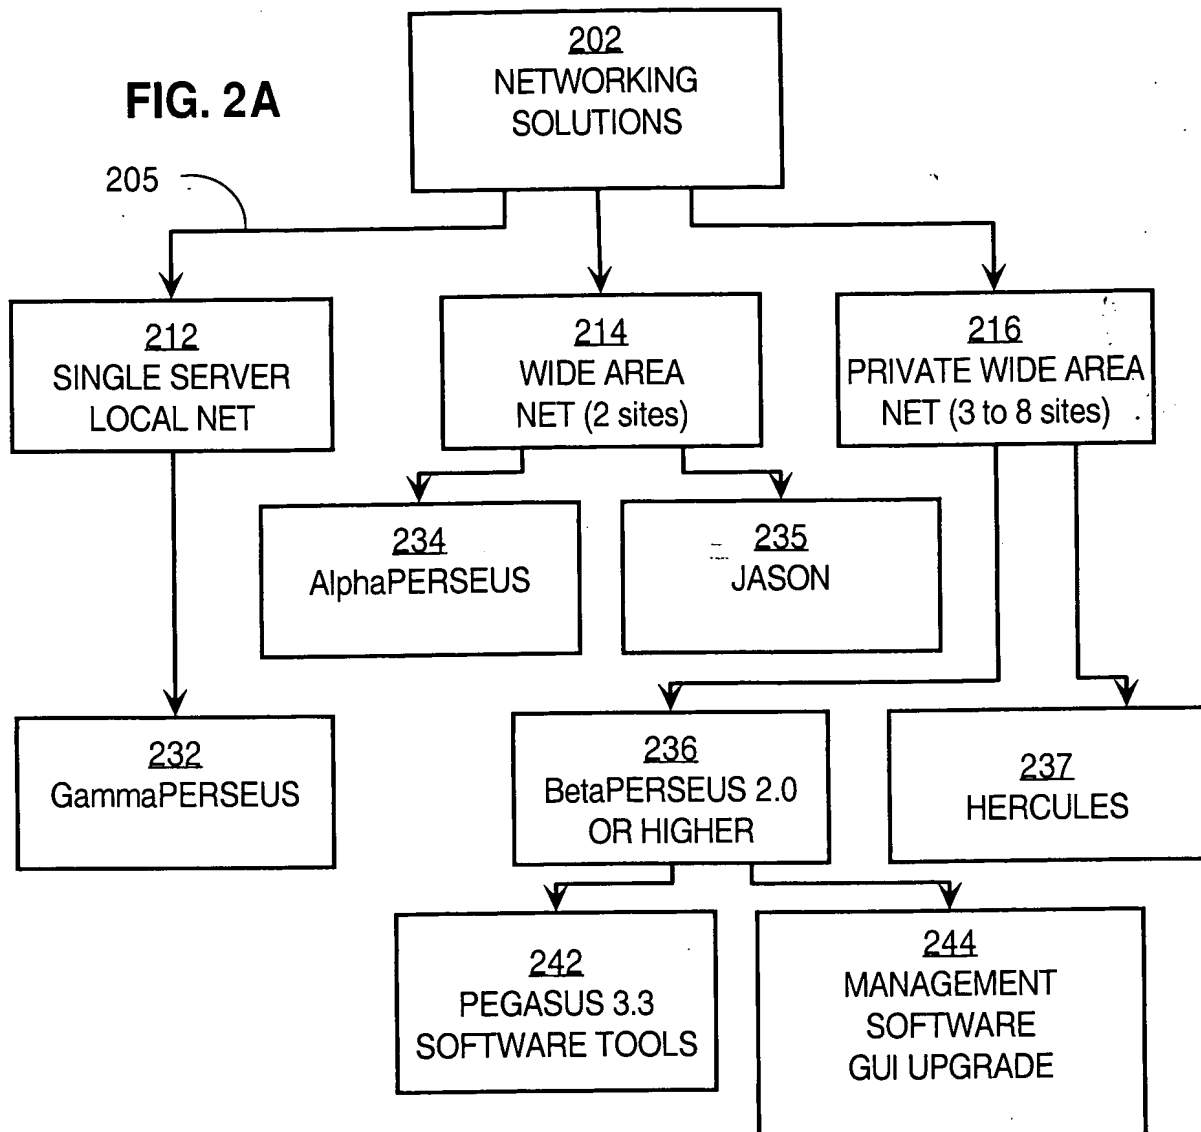 202
NETWORKING
SOLUTIONS
FIG. 2A
205
212
SINGLE SERVER
LOCAL NET
214
WIDE AREA
NET (2 sites)
216
PRIVATE WIDE AREA
NET (3 to 8 sites)
234
AlphaPERSEUS
235
JASON
232
GammaPERSEUS
236
BetaPERSEUS 2.0
OR HIGHER
237
HERCULES
242
PEGASUS 3.3
SOFTWARE TOOLS
244
MANAGEMENT
SOFTWARE
GUI UPGRADE